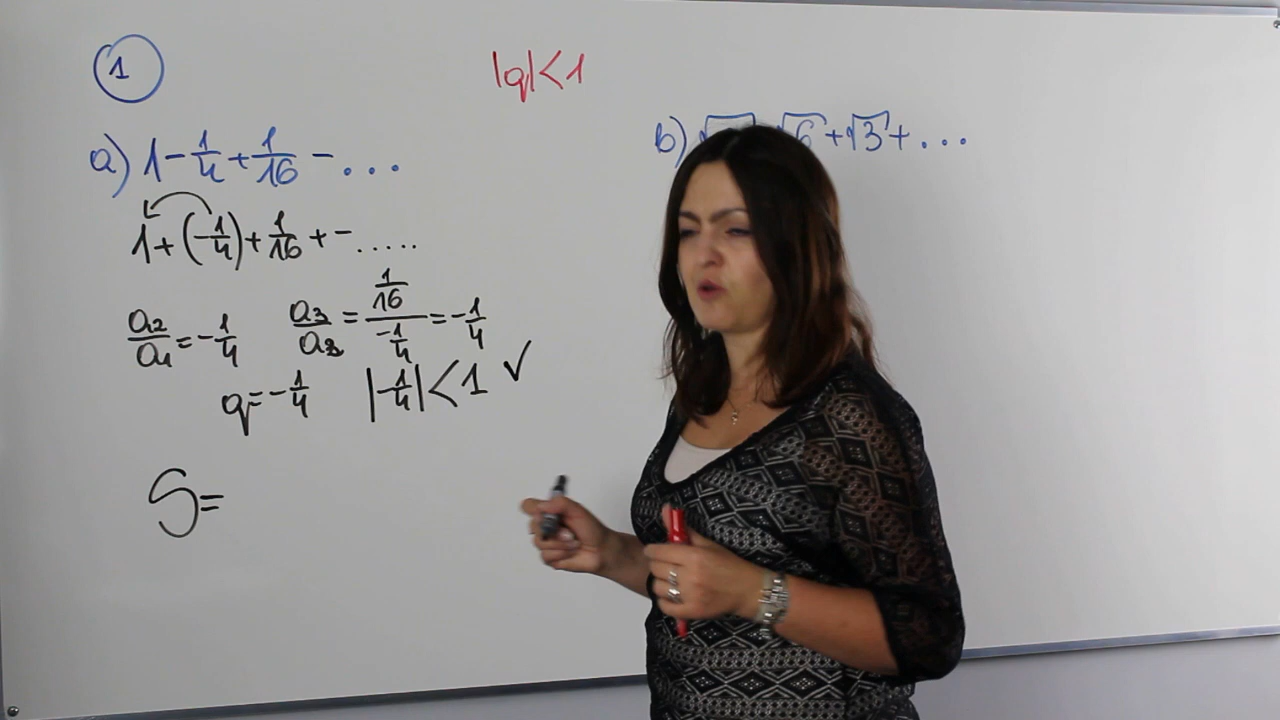 1
|q|<1
a) 1 - 1/4 + 1/16 - ...
1 + (-1/4) + 1/16 + - .....
a2/a1 = -1/4 a3/a2 = (1/16)/(-1/4) = -1/4
q = -1/4 |-1/4| < 1 ✓
S=
b) √ √6 + √3 + ...